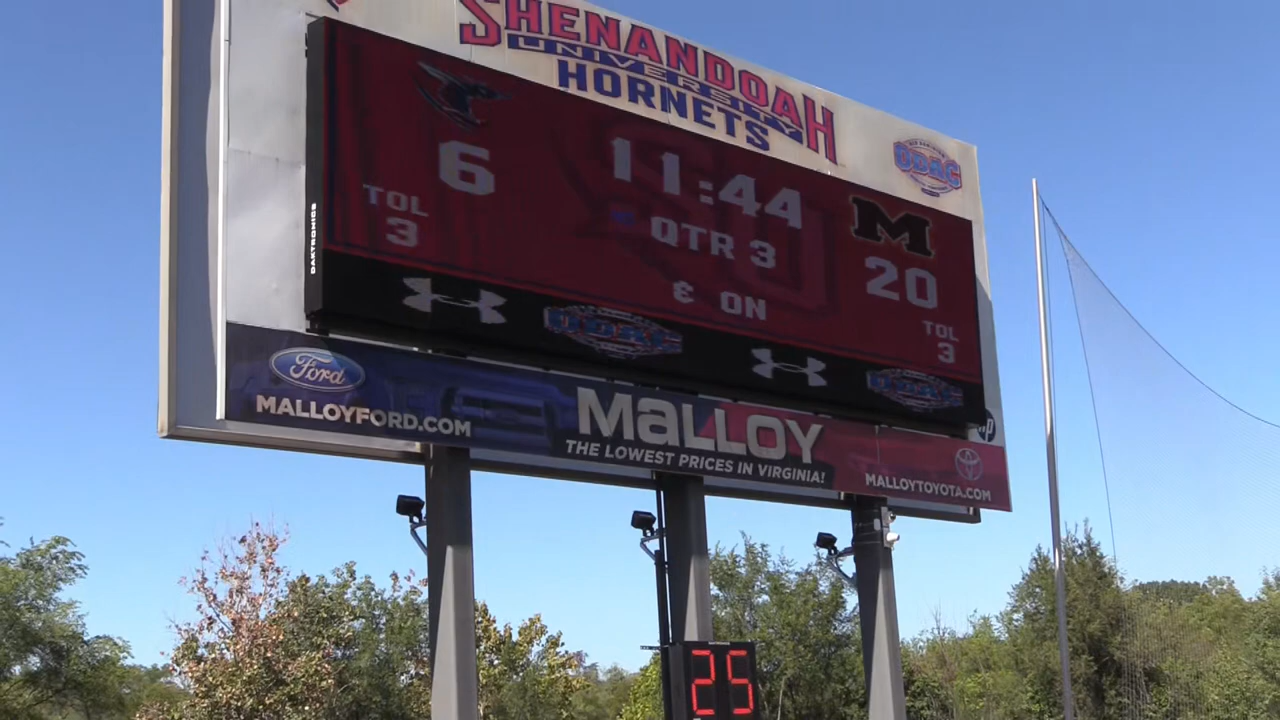 SHENANDOAH
UNIVERSITY
HORNETS
ODAC
6
11:44
M
TOL
3
QTR 3
20
ε ON
TOL
3
DAKTRONICS
ODAC
ODAC
Ford
MALLOYFORD.COM
MALLOY
THE LOWEST PRICES IN VIRGINIA!
hp
MALLOYTOYOTA.COM
25